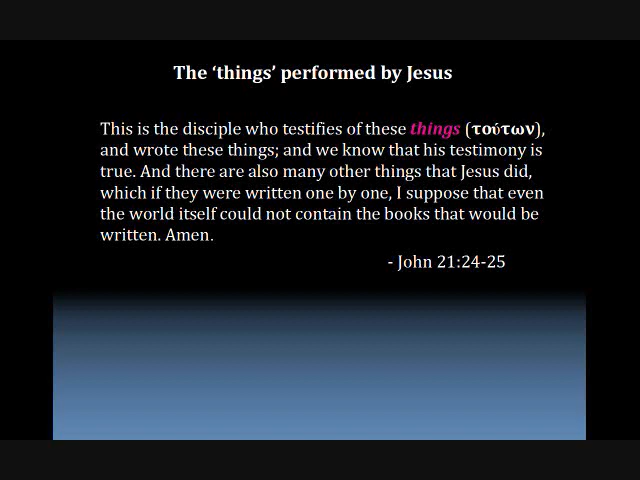 The ‘things’ performed by Jesus
This is the disciple who testifies of these things (τούτων),
and wrote these things; and we know that his testimony is
true. And there are also many other things that Jesus did,
which if they were written one by one, I suppose that even
the world itself could not contain the books that would be
written. Amen.
- John 21:24-25